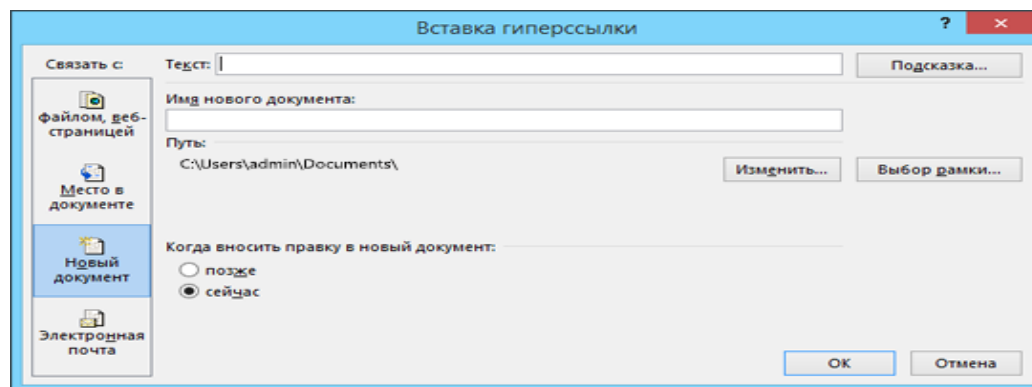 Вставка гиперссылки
?
Связать с:
Текст:
Подсказка...
файлом, веб-
страницей
Имя нового документа:
Путь:
C:\Users\admin\Documents\
Изменить...
Выбор рамки...
Место в
документе
Новый
документ
Когда вносить правку в новый документ:
позже
сейчас
Электронная
почта
ОК
Отмена